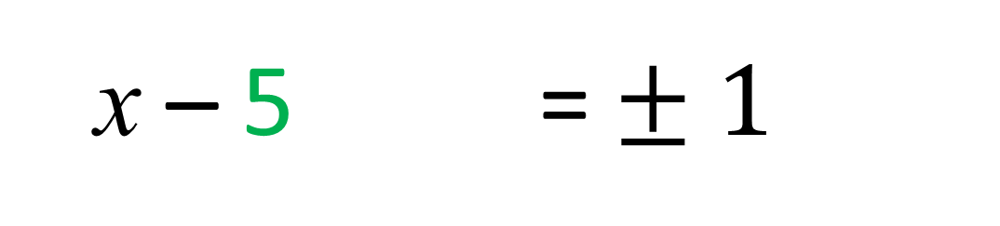 x − 5 = ± 1